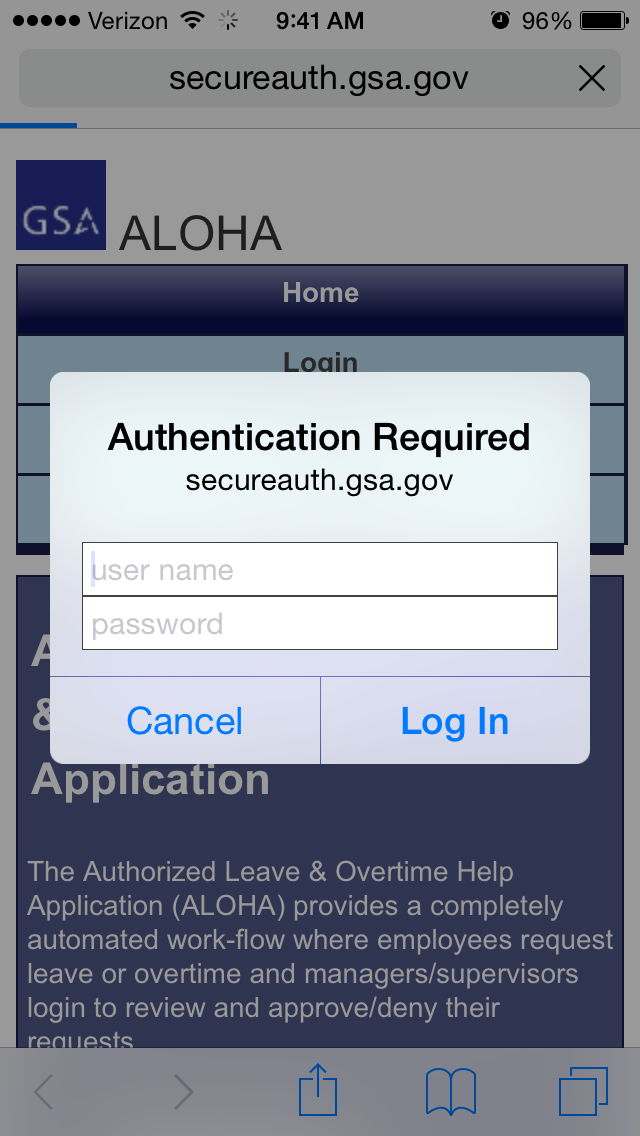 Verizon 9:41 AM 96%
secureauth.gsa.gov
GSA ALOHA
Home
Login
Authentication Required
secureauth.gsa.gov
user name
password
Cancel Log In
A
&
Application
The Authorized Leave & Overtime Help
Application (ALOHA) provides a completely
automated work-flow where employees request
leave or overtime and managers/supervisors
login to review and approve/deny their
requests